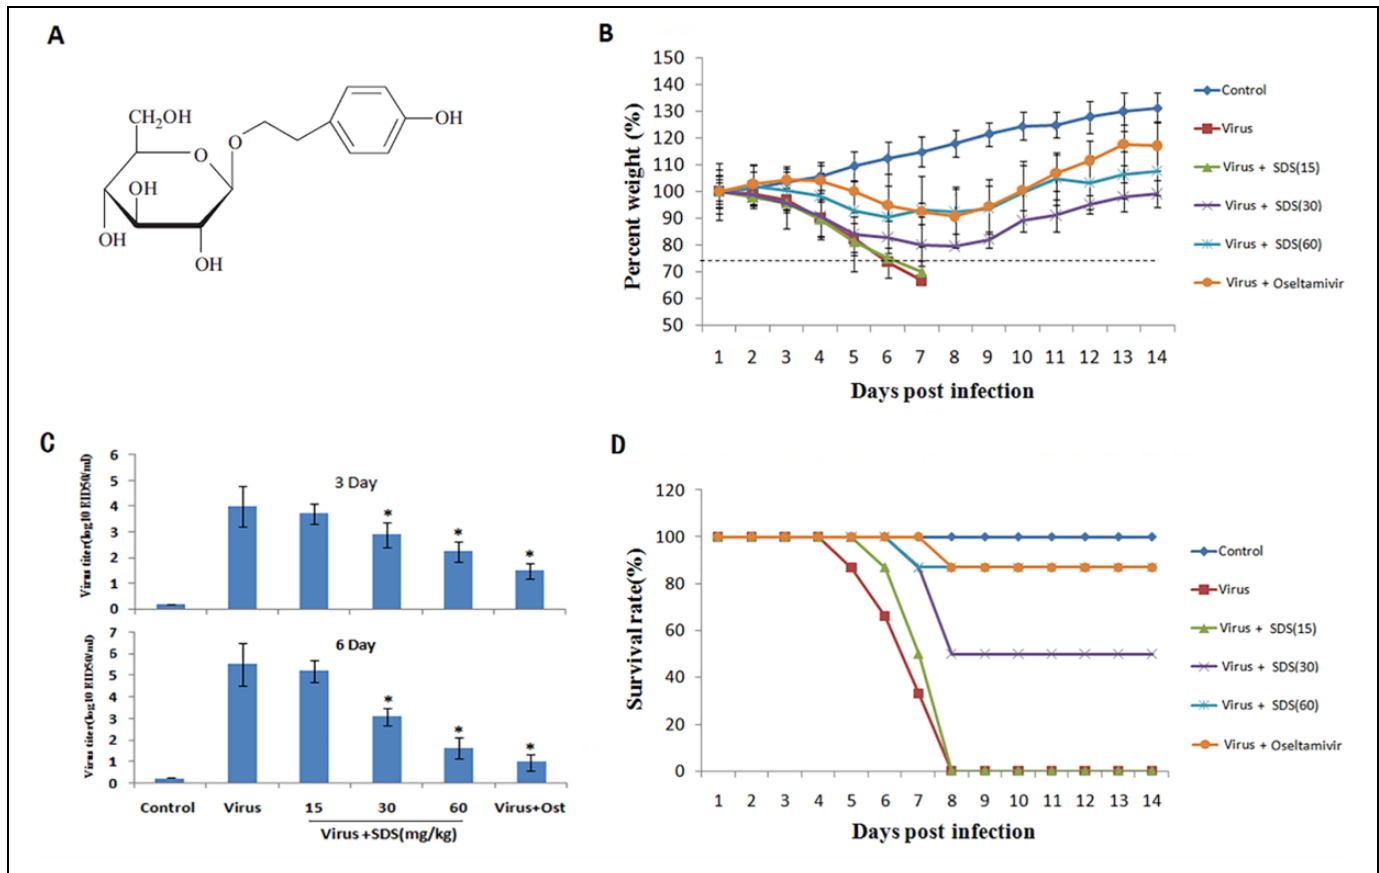 A
CH₂OH
O
O
OH
OH
OH
OH
B
Percent weight (%)
150
140
130
120
110
100
90
80
70
60
50
1 2 3 4 5 6 7 8 9 10 11 12 13 14
Days post infection
Control
Virus
Virus + SDS(15)
Virus + SDS(30)
Virus + SDS(60)
Virus + Oseltamivir
C
Virus titer(log10 EID50/ml)
6
5
4
3
2
1
0
3 Day
* * *
Virus titer(log10 EID50/ml)
7
6
5
4
3
2
1
0
6 Day
* * *
Control Virus 15 30 60 Virus+Ost
Virus +SDS(mg/kg)
D
Survival rate(%)
120
100
80
60
40
20
0
1 2 3 4 5 6 7 8 9 10 11 12 13 14
Days post infection
Control
Virus
Virus + SDS(15)
Virus + SDS(30)
Virus + SDS(60)
Virus + Oseltamivir